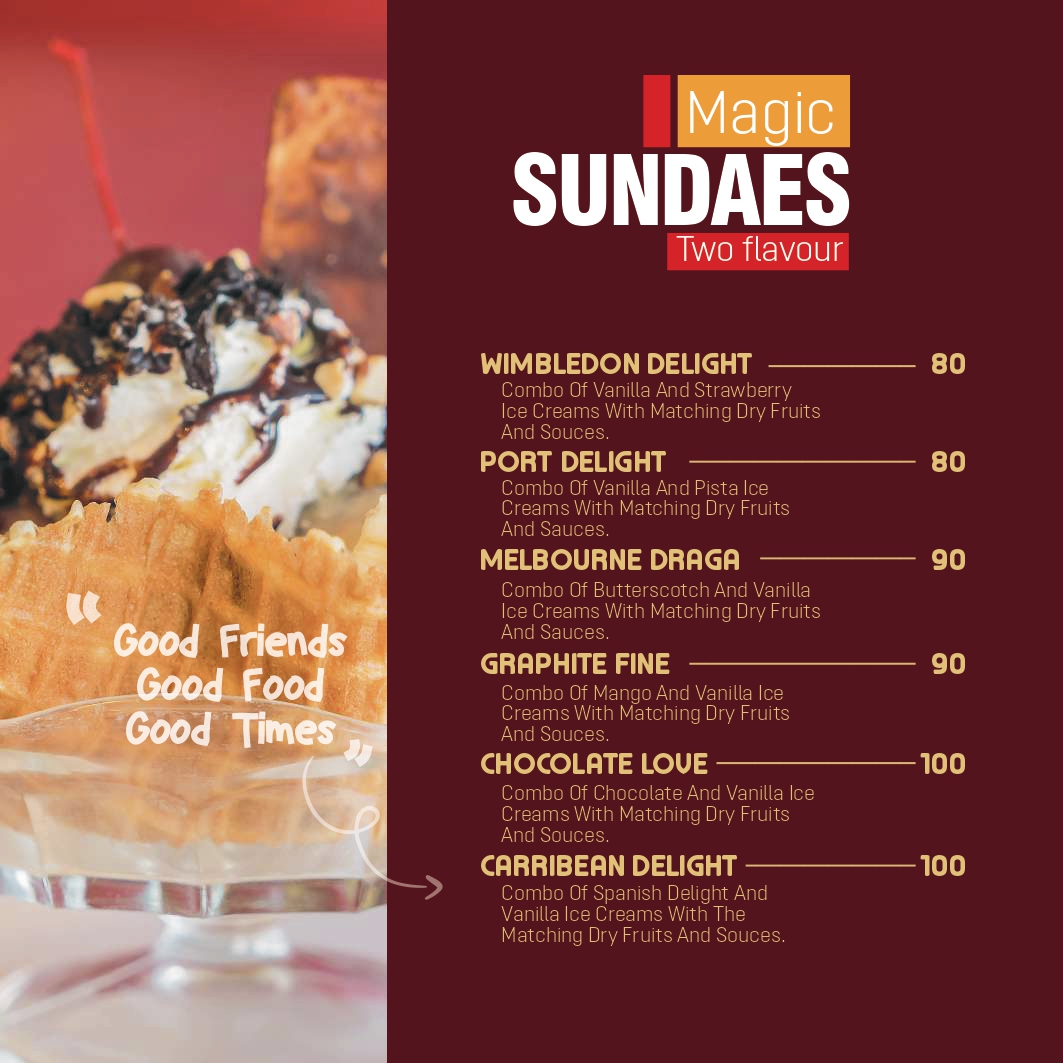 Magic
SUNDAES
Two flavour
WIMBLEDON DELIGHT 80
Combo Of Vanilla And Strawberry
Ice Creams With Matching Dry Fruits
And Souces.
PORT DELIGHT 80
Combo Of Vanilla And Pista Ice
Creams With Matching Dry Fruits
And Sauces.
MELBOURNE DRAGA 90
Combo Of Butterscotch And Vanilla
Ice Creams With Matching Dry Fruits
And Sauces.
GRAPHITE FINE 90
Combo Of Mango And Vanilla Ice
Creams With Matching Dry Fruits
And Souces.
CHOCOLATE LOVE 100
Combo Of Chocolate And Vanilla Ice
Creams With Matching Dry Fruits
And Souces.
CARRIBEAN DELIGHT 100
Combo Of Spanish Delight And
Vanilla Ice Creams With The
Matching Dry Fruits And Souces.
“Good Friends
Good Food
Good Times”